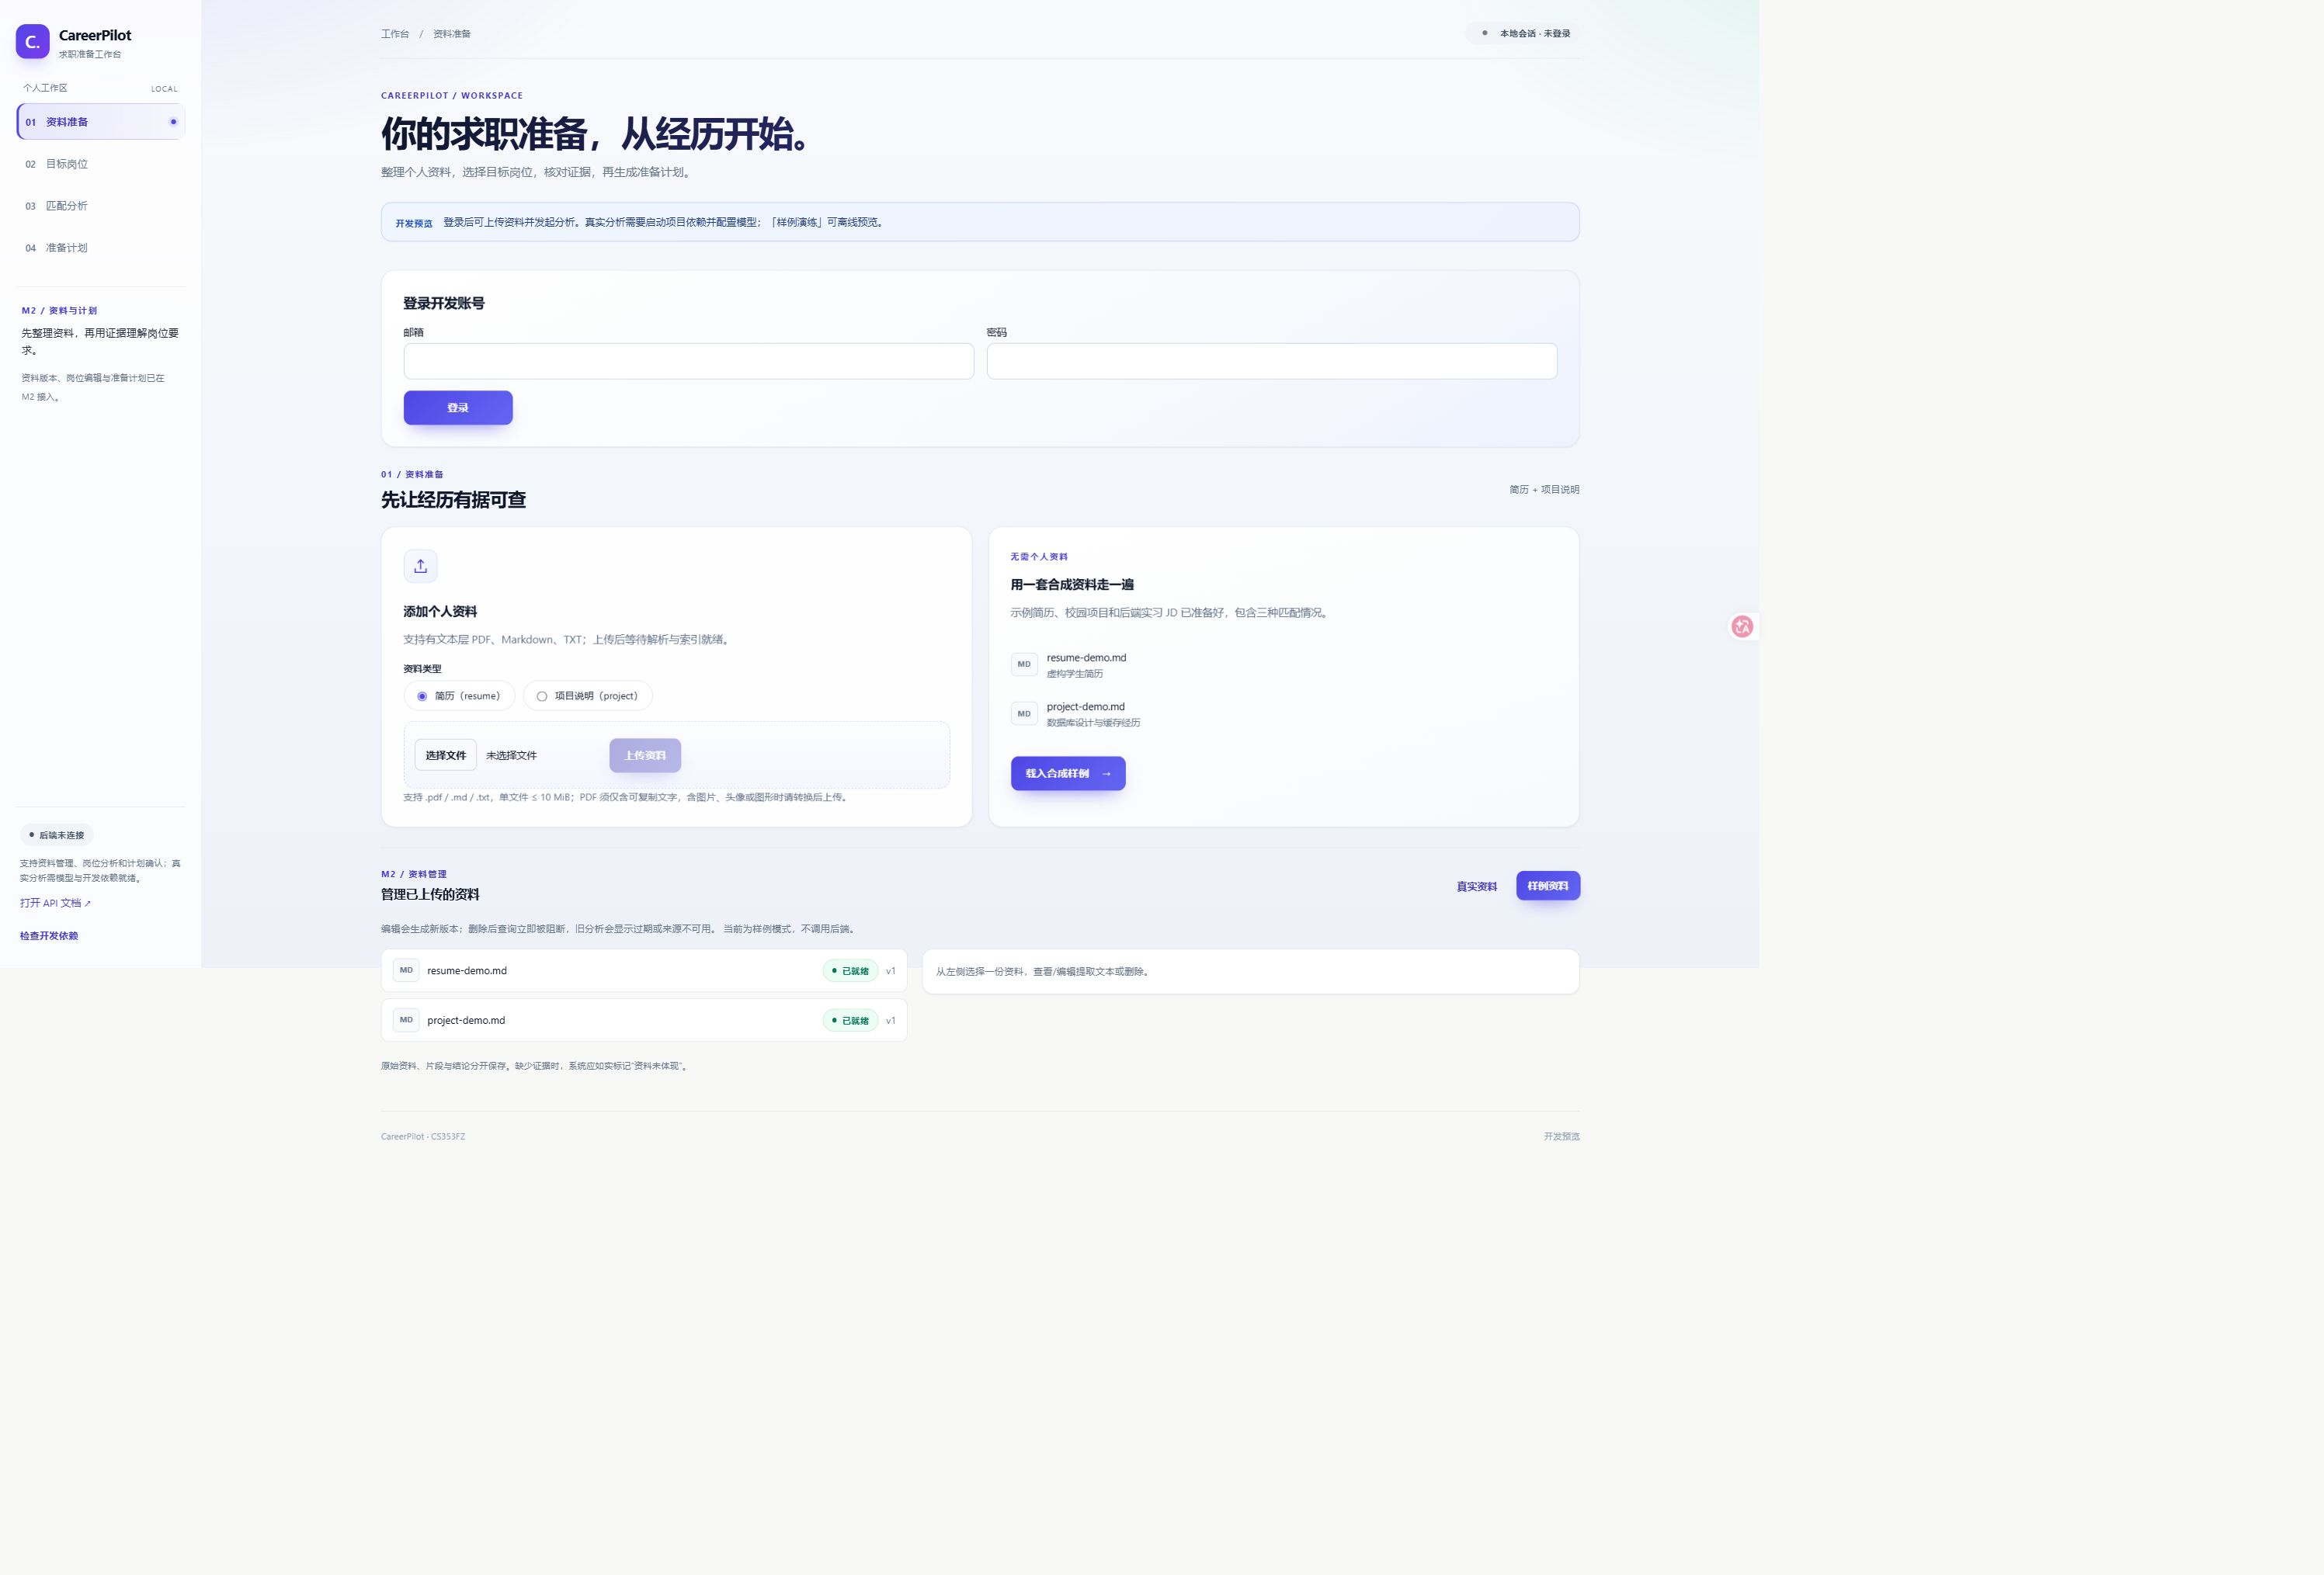 C.
CareerPilot
求职准备工作台
个人工作区
LOCAL
01 资料准备
02 目标岗位
03 匹配分析
04 准备计划
M2 / 资料与计划
先整理资料，再用证据理解岗位要
求。
资料版本、岗位编辑与准备计划已在
M2 接入。
后端未连接
支持资料管理、岗位分析和计划确认；真
实分析需模型与开发依赖就绪。
打开 API 文档 ↗
检查开发依赖
工作台 / 资料准备
本地会话 · 未登录
CAREERPILOT / WORKSPACE
你的求职准备，从经历开始。
整理个人资料，选择目标岗位，核对证据，再生成准备计划。
开发预览 登录后可上传资料并发起分析。真实分析需要启动项目依赖并配置模型；「样例演练」可离线预览。
登录开发账号
邮箱
密码
登录
01 / 资料准备
先让经历有据可查
简历 + 项目说明
添加个人资料
支持有文本层 PDF、Markdown、TXT；上传后等待解析与索引就绪。
资料类型
简历（resume）
项目说明（project）
选择文件 未选择文件
上传资料
支持 .pdf / .md / .txt，单文件 ≤ 10 MiB；PDF 须仅含可复制文字，含图片、头像或图形时请转换后上传。
无需个人资料
用一套合成资料走一遍
示例简历、校园项目和后端实习 JD 已准备好，包含三种匹配情况。
MD
resume-demo.md
虚构学生简历
MD
project-demo.md
数据库设计与缓存经历
载入合成样例 →
M2 / 资料管理
管理已上传的资料
真实资料
样例资料
编辑会生成新版本；删除后查询立即被阻断，旧分析会显示过期或来源不可用。 当前为样例模式，不调用后端。
MD resume-demo.md 已就绪 v1
MD project-demo.md 已就绪 v1
从左侧选择一份资料，查看/编辑提取文本或删除。
原始资料、片段与结论分开保存。缺少证据时，系统应如实标记“资料未体现”。
CareerPilot · CS353FZ
开发预览